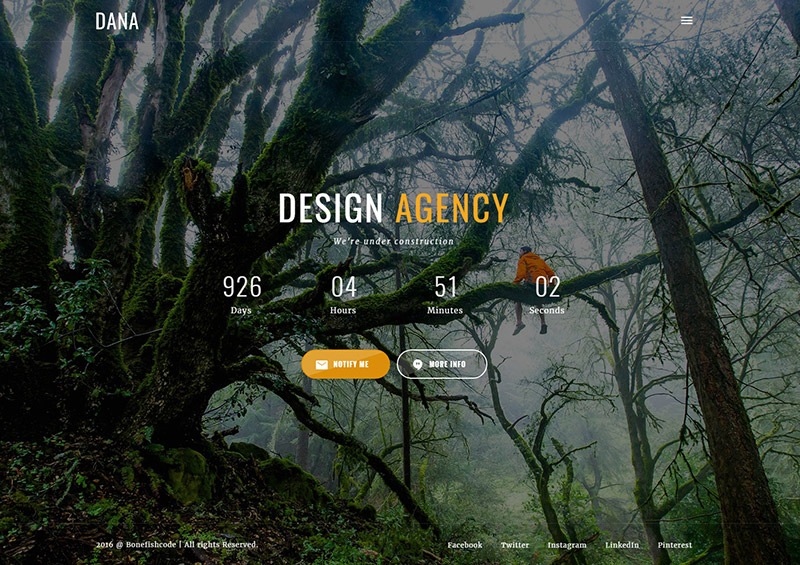 DANA
DESIGN AGENCY
We're under construction
926 04 51 02
Days Hours Minutes Seconds
NOTIFY ME MORE INFO
2016 @ Bonefishcode | All rights Reserved. Facebook Twitter Instagram LinkedIn Pinterest